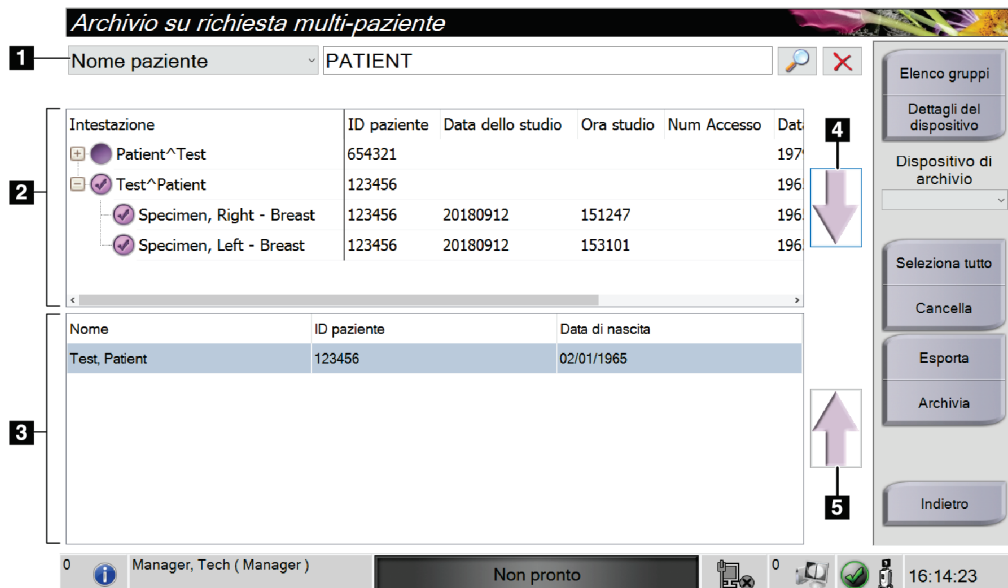 Archivio su richiesta multi-paziente
1
Nome paziente
PATIENT
Elenco gruppi
Dettagli del
dispositivo
Dispositivo di
archivio
Seleziona tutto
Cancella
Esporta
Archivia
Indietro
2
Intestazione ID paziente Data dello studio Ora studio Num Accesso Data
Patient^Test 654321 197
Test^Patient 123456 196
Specimen, Right - Breast 123456 20180912 151247 196
Specimen, Left - Breast 123456 20180912 153101 196
4
3
Nome ID paziente Data di nascita
Test, Patient 123456 02/01/1965
5
0 Manager, Tech ( Manager ) Non pronto 0 16:14:23